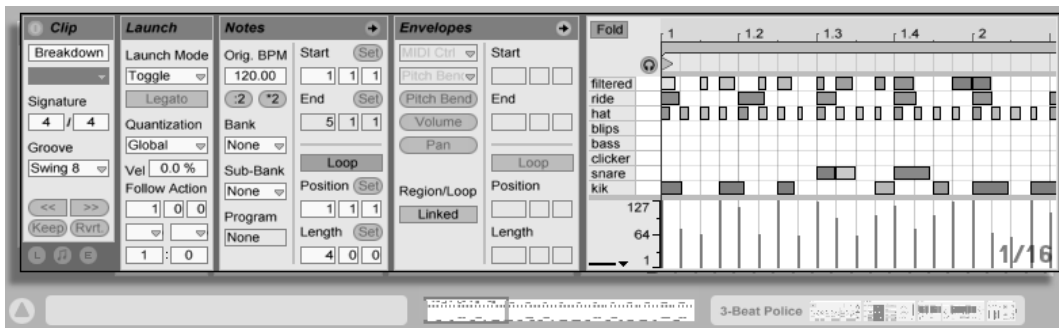 Clip
Breakdown
Signature
4 / 4
Groove
Swing 8
<< >>
Keep Rvrt.
L E
Launch
Launch Mode
Toggle
Legato
Quantization
Global
Vel 0.0 %
Follow Action
1 0 0
1 : 0
Notes
Orig. BPM
120.00
:2 *2
Bank
None
Sub-Bank
None
Program
None
Start Set
1 1 1
End Set
5 1 1
Loop
Position Set
1 1 1
Length Set
4 0 0
Envelopes
MIDI Ctrl
Pitch Bend
Pitch Bend
Volume
Pan
Region/Loop
Linked
Start
End
Loop
Position
Length
Fold
1 1.2 1.3 1.4 2
filtered
ride
hat
blips
bass
clicker
snare
kik
127
64
1
1/16
3-Beat Police